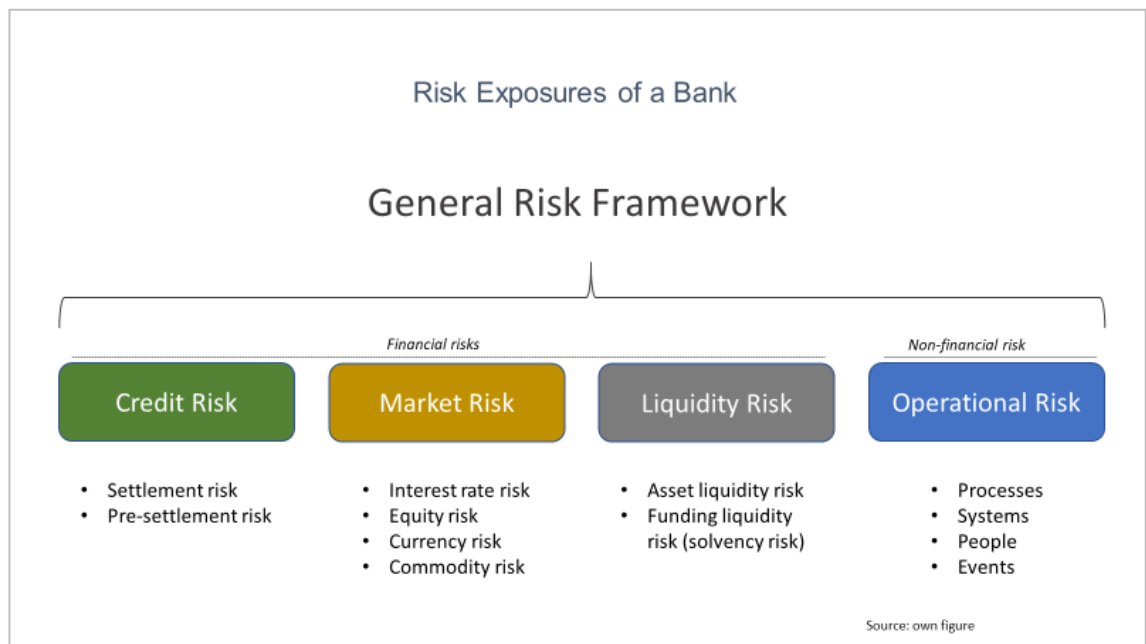 Risk Exposures of a Bank
General Risk Framework
Financial risks
Non-financial risk
Credit Risk
Market Risk
Liquidity Risk
Operational Risk
• Settlement risk
• Pre-settlement risk
• Interest rate risk
• Equity risk
• Currency risk
• Commodity risk
• Asset liquidity risk
• Funding liquidity
risk (solvency risk)
• Processes
• Systems
• People
• Events
Source: own figure